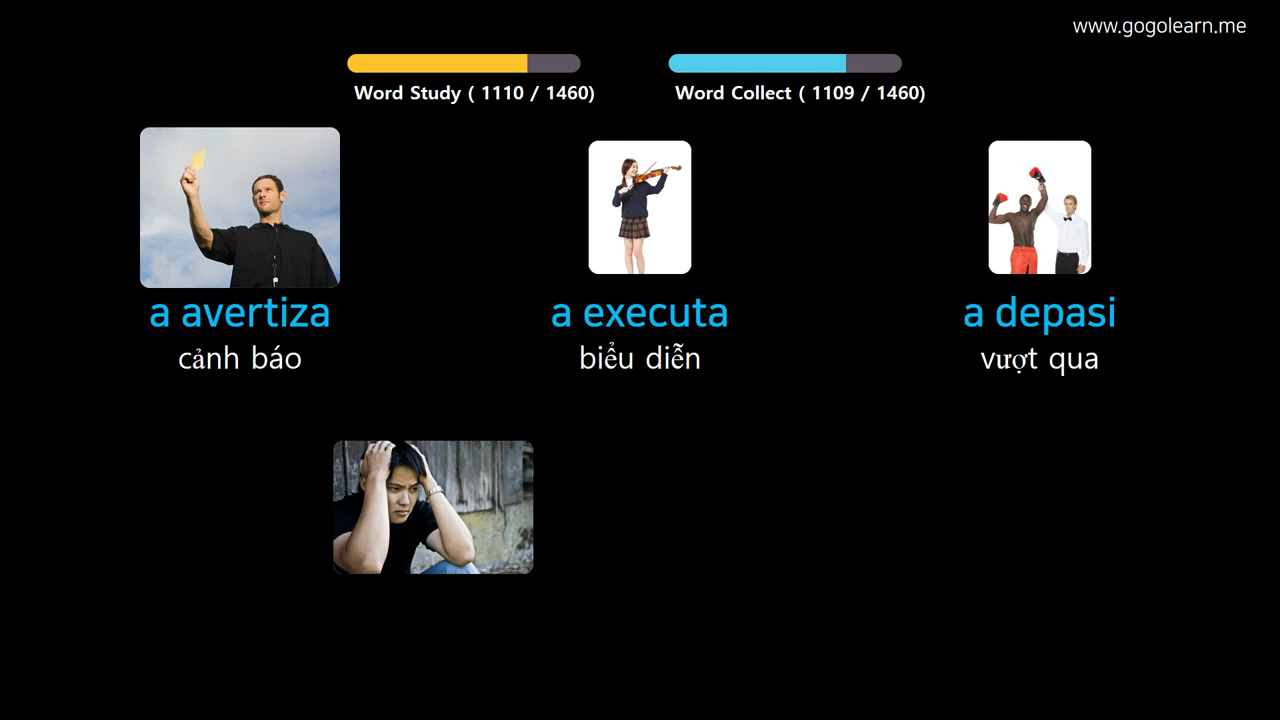 www.gogolearn.me
Word Study ( 1110 / 1460)
Word Collect ( 1109 / 1460)
a avertiza
a executa
a depasi
cảnh báo
biểu diễn
vượt qua